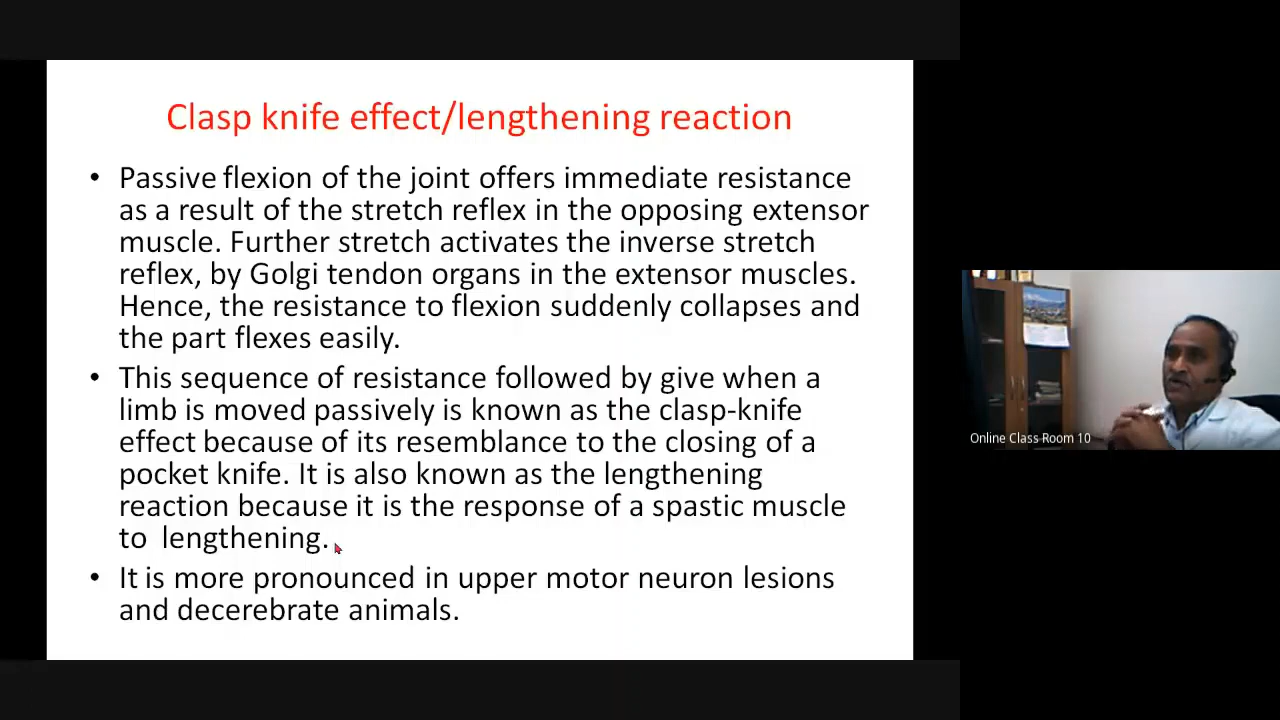 Clasp knife effect/lengthening reaction
• Passive flexion of the joint offers immediate resistance
as a result of the stretch reflex in the opposing extensor
muscle. Further stretch activates the inverse stretch
reflex, by Golgi tendon organs in the extensor muscles.
Hence, the resistance to flexion suddenly collapses and
the part flexes easily.
• This sequence of resistance followed by give when a
limb is moved passively is known as the clasp-knife
effect because of its resemblance to the closing of a
pocket knife. It is also known as the lengthening
reaction because it is the response of a spastic muscle
to lengthening.
• It is more pronounced in upper motor neuron lesions
and decerebrate animals.
Online Class Room 10